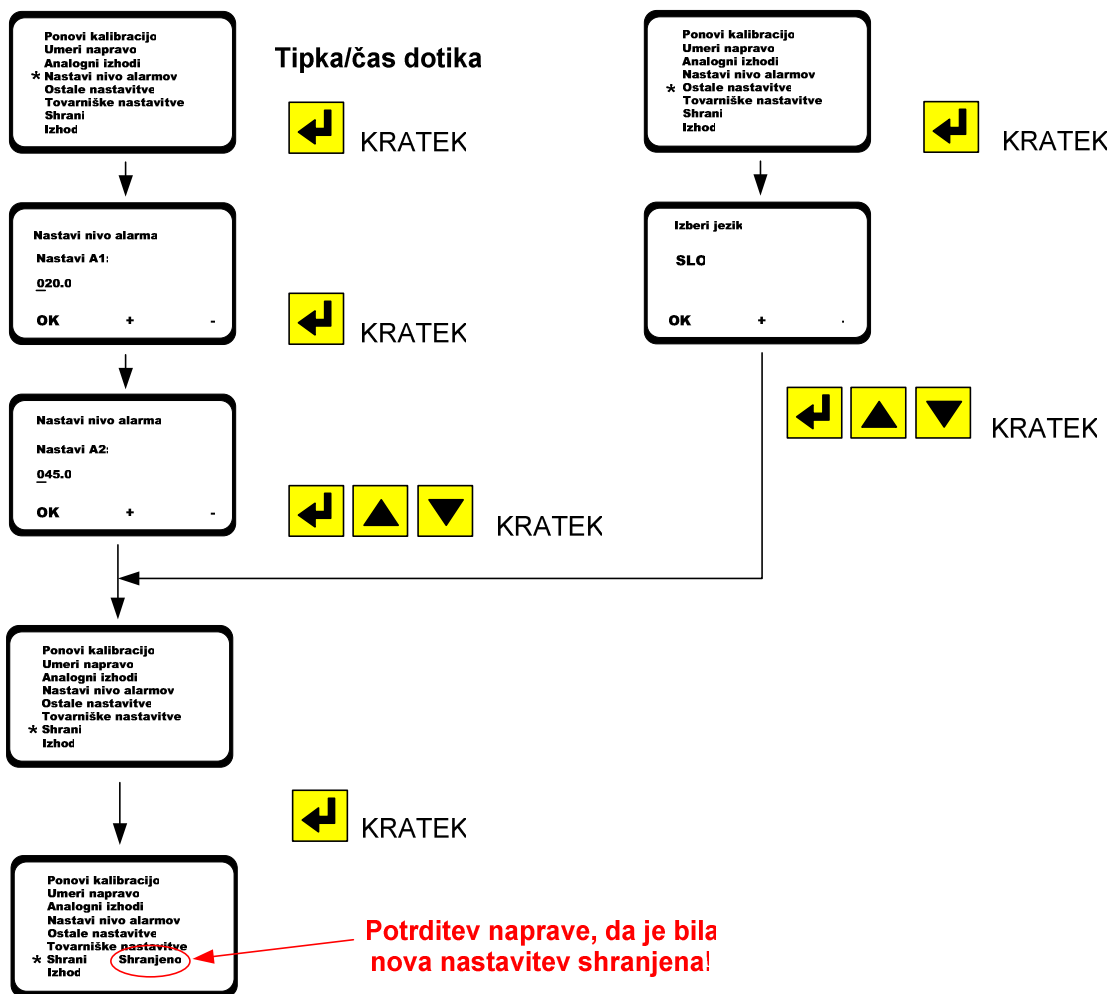 Ponovi kalibracijo
Umeri napravo
Analogni izhodi
* Nastavi nivo alarmov
Ostale nastavitve
Tovarniške nastavitve
Shrani
Izhod
Tipka/čas dotika
KRATEK
Nastavi nivo alarma
Nastavi A1:
020.0
OK + -
KRATEK
Nastavi nivo alarma
Nastavi A2:
045.0
OK + -
KRATEK
Ponovi kalibracijo
Umeri napravo
Analogni izhodi
Nastavi nivo alarmov
* Ostale nastavitve
Tovarniške nastavitve
Shrani
Izhod
KRATEK
Izberi jezik
SLO
OK + -
KRATEK
Ponovi kalibracijo
Umeri napravo
Analogni izhodi
Nastavi nivo alarmov
Ostale nastavitve
Tovarniške nastavitve
* Shrani
Izhod
KRATEK
Ponovi kalibracijo
Umeri napravo
Analogni izhodi
Nastavi nivo alarmov
Ostale nastavitve
Tovarniške nastavitve
* Shrani Shranjeno
Izhod
Potrditev naprave, da je bila
nova nastavitev shranjena!